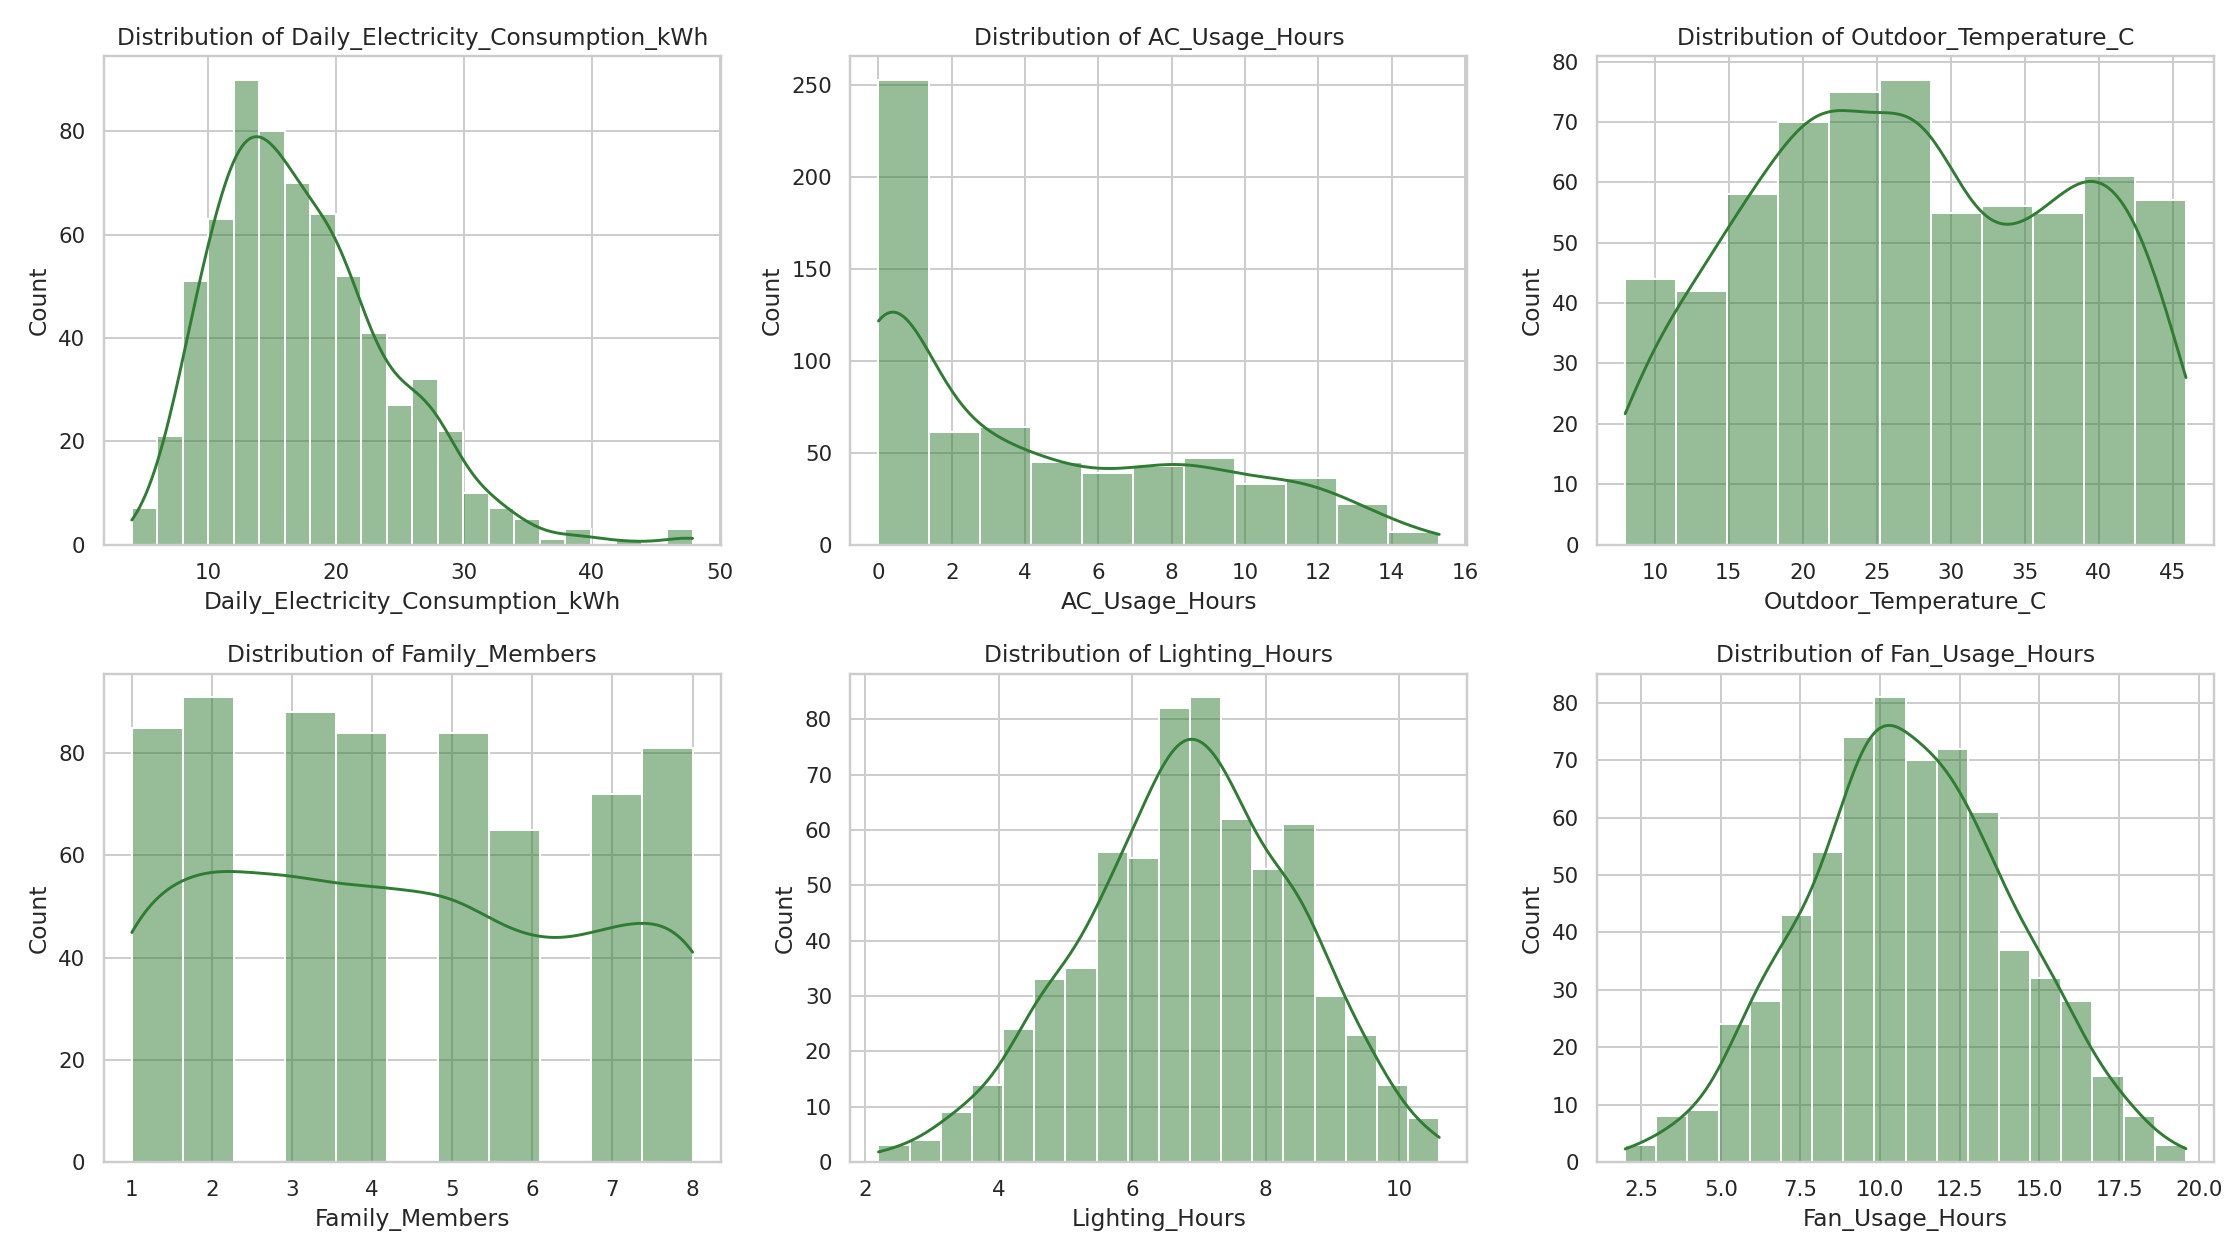 Distribution of Daily_Electricity_Consumption_kWh
80
60
40
20
0
Count
10 20 30 40 50
Daily_Electricity_Consumption_kWh
Distribution of AC_Usage_Hours
250
200
150
100
50
0
Count
0 2 4 6 8 10 12 14 16
AC_Usage_Hours
Distribution of Outdoor_Temperature_C
80
70
60
50
40
30
20
10
0
Count
10 15 20 25 30 35 40 45
Outdoor_Temperature_C
Distribution of Family_Members
80
60
40
20
0
Count
1 2 3 4 5 6 7 8
Family_Members
Distribution of Lighting_Hours
80
70
60
50
40
30
20
10
0
Count
2 4 6 8 10
Lighting_Hours
Distribution of Fan_Usage_Hours
80
70
60
50
40
30
20
10
0
Count
2.5 5.0 7.5 10.0 12.5 15.0 17.5 20.0
Fan_Usage_Hours